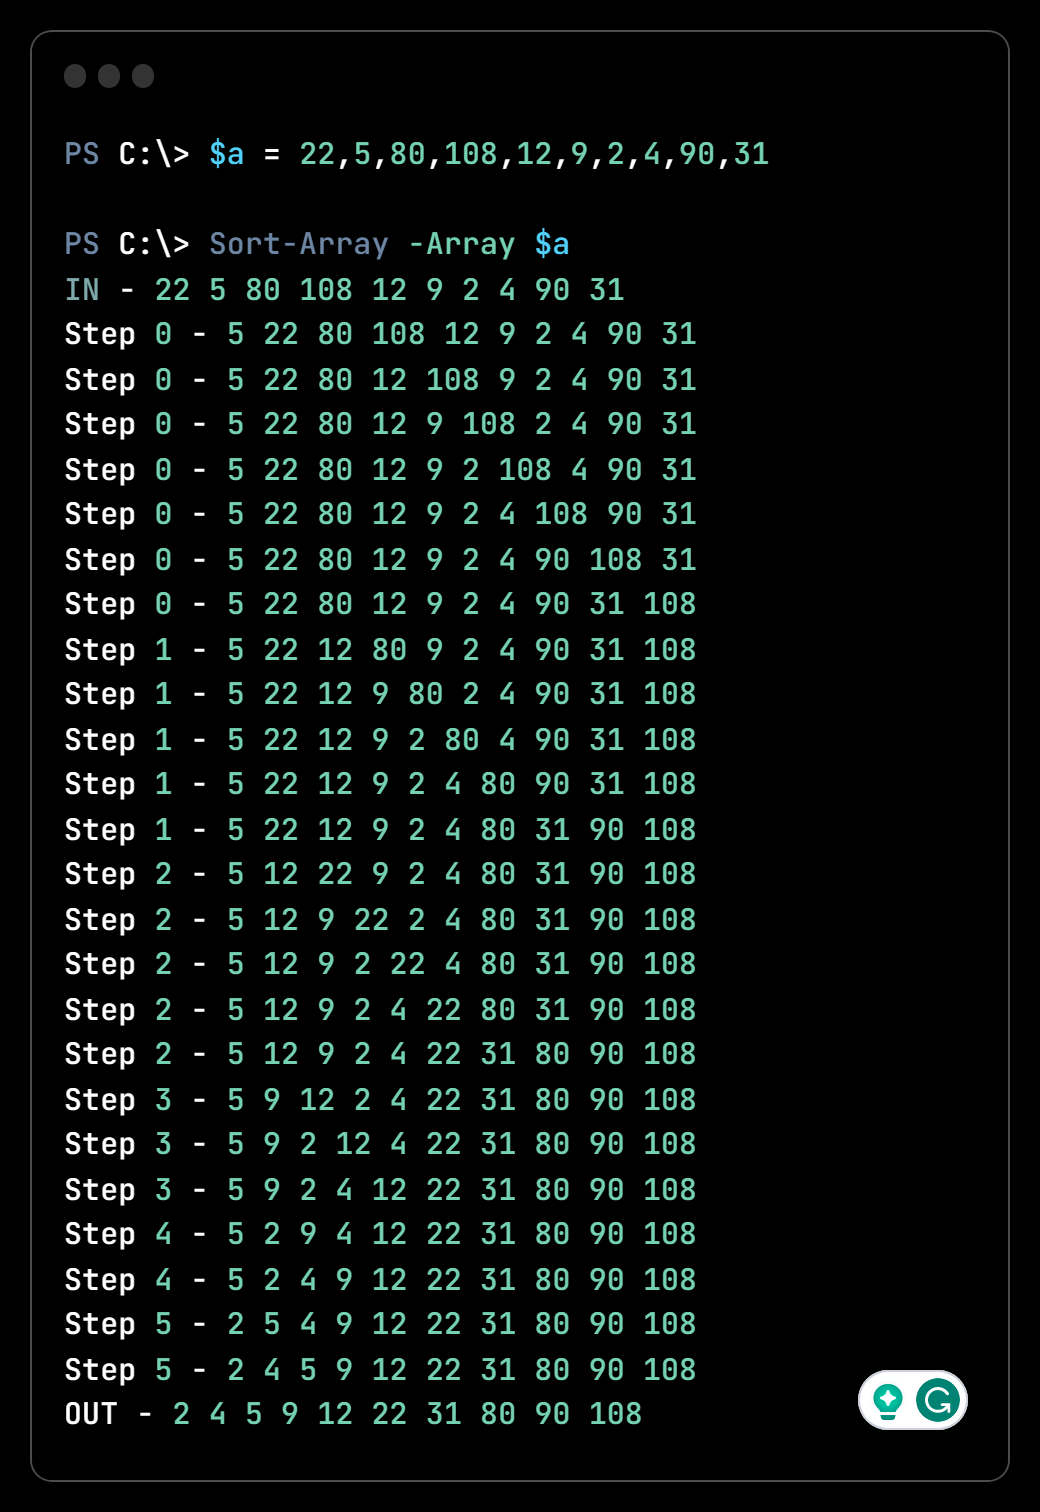 PS C:\> $a = 22,5,80,108,12,9,2,4,90,31
PS C:\> Sort-Array -Array $a
IN - 22 5 80 108 12 9 2 4 90 31
Step 0 - 5 22 80 108 12 9 2 4 90 31
Step 0 - 5 22 80 12 108 9 2 4 90 31
Step 0 - 5 22 80 12 9 108 2 4 90 31
Step 0 - 5 22 80 12 9 2 108 4 90 31
Step 0 - 5 22 80 12 9 2 4 108 90 31
Step 0 - 5 22 80 12 9 2 4 90 108 31
Step 0 - 5 22 80 12 9 2 4 90 31 108
Step 1 - 5 22 12 80 9 2 4 90 31 108
Step 1 - 5 22 12 9 80 2 4 90 31 108
Step 1 - 5 22 12 9 2 80 4 90 31 108
Step 1 - 5 22 12 9 2 4 80 90 31 108
Step 1 - 5 22 12 9 2 4 80 31 90 108
Step 2 - 5 12 22 9 2 4 80 31 90 108
Step 2 - 5 12 9 22 2 4 80 31 90 108
Step 2 - 5 12 9 2 22 4 80 31 90 108
Step 2 - 5 12 9 2 4 22 80 31 90 108
Step 2 - 5 12 9 2 4 22 31 80 90 108
Step 3 - 5 9 12 2 4 22 31 80 90 108
Step 3 - 5 9 2 12 4 22 31 80 90 108
Step 3 - 5 9 2 4 12 22 31 80 90 108
Step 4 - 5 2 9 4 12 22 31 80 90 108
Step 4 - 5 2 4 9 12 22 31 80 90 108
Step 5 - 2 5 4 9 12 22 31 80 90 108
Step 5 - 2 4 5 9 12 22 31 80 90 108
OUT - 2 4 5 9 12 22 31 80 90 108